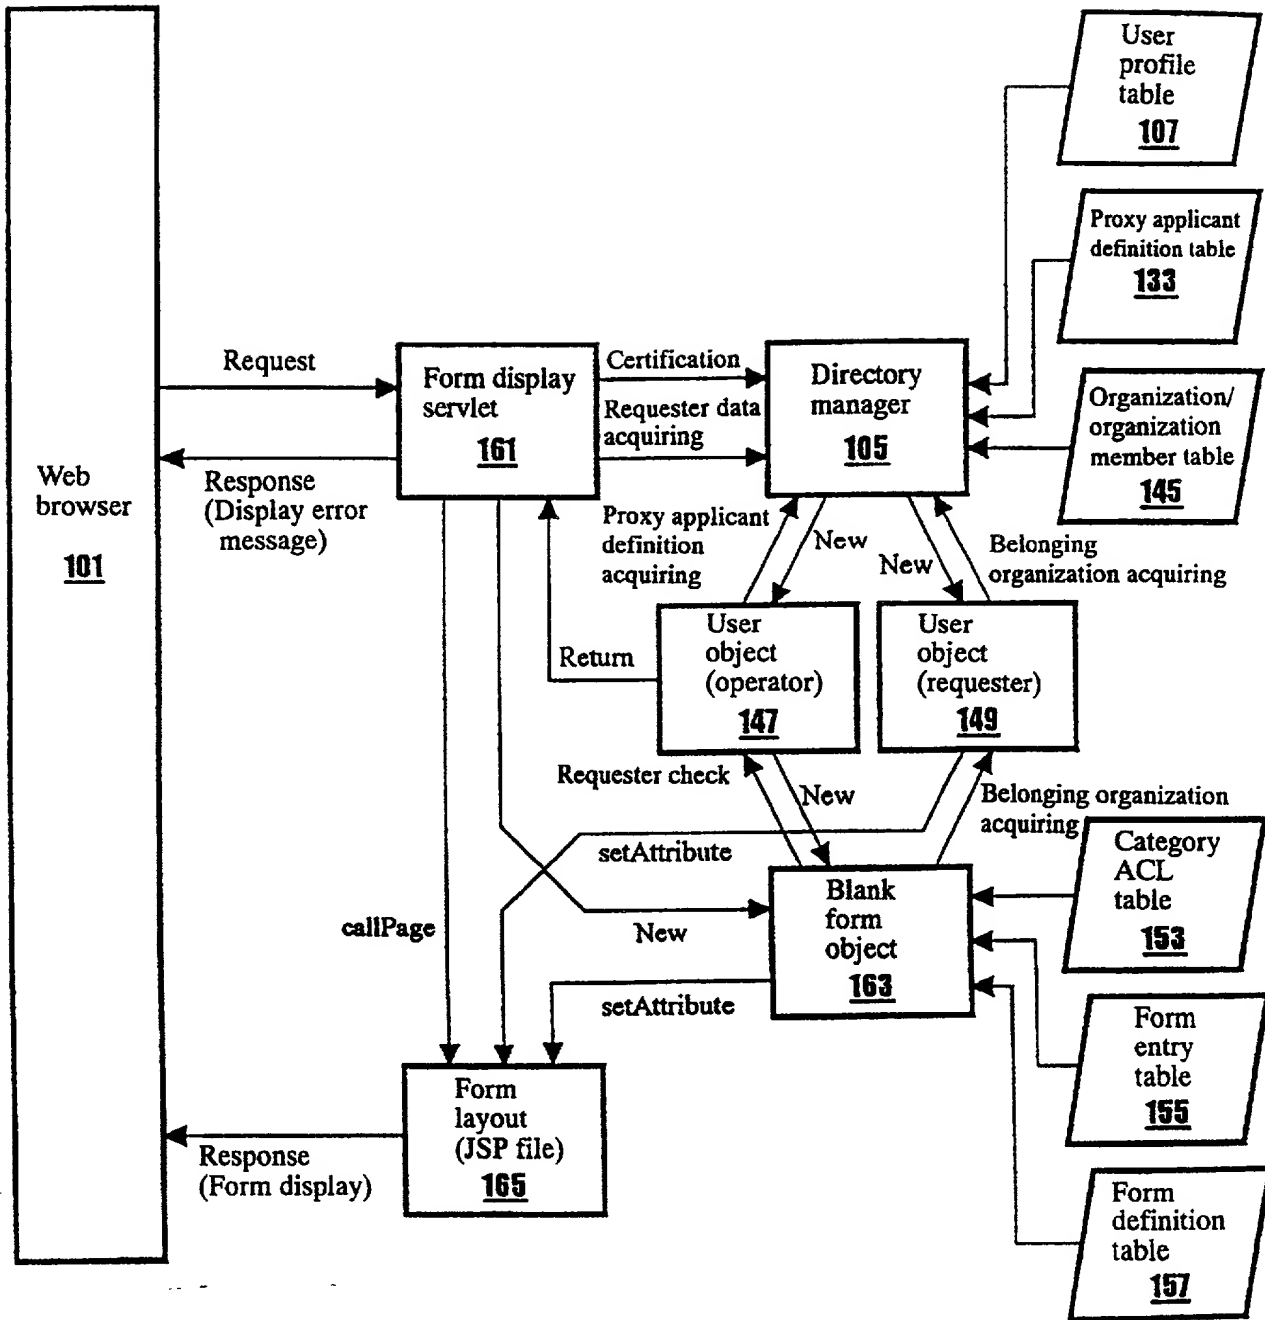 User
profile
table
107
Proxy applicant
definition table
133
Organization/
organization
member table
145
Request
Form display
servlet
161
Certification
Requester data
acquiring
Directory
manager
105
Web
browser
101
Response
(Display error
message)
Proxy applicant
definition
acquiring
New
New
Belonging
organization acquiring
Return
User
object
(operator)
147
User
object
(requester)
149
Requester check
New
Belonging organization
acquiring
setAttribute
Category
ACL
table
153
callPage
New
Blank
form
object
163
setAttribute
Form
entry
table
155
Form
layout
(JSP file)
165
Response
(Form display)
Form
definition
table
157